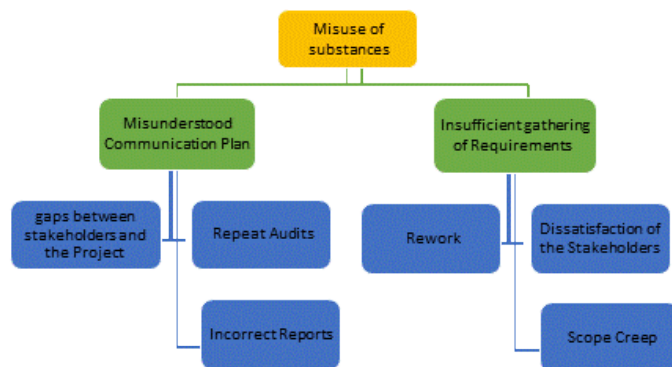 Misuse of
substances
Misunderstood
Communication Plan
Insufficient gathering
of Requirements
gaps between
stakeholders and
the Project
Repeat Audits
Rework
Dissatisfaction of
the Stakeholders
Incorrect Reports
Scope Creep